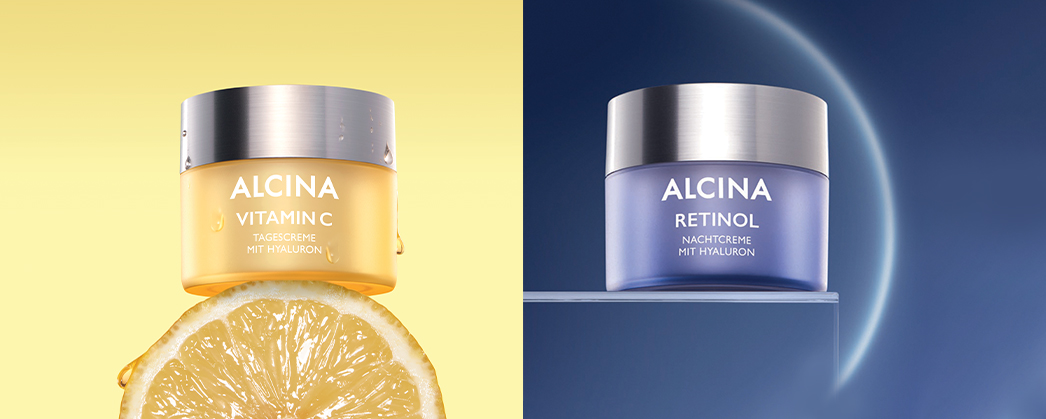 ALCINA
VITAMIN C
TAGESCREME
MIT HYALURON
ALCINA
RETINOL
NACHTCREME
MIT HYALURON